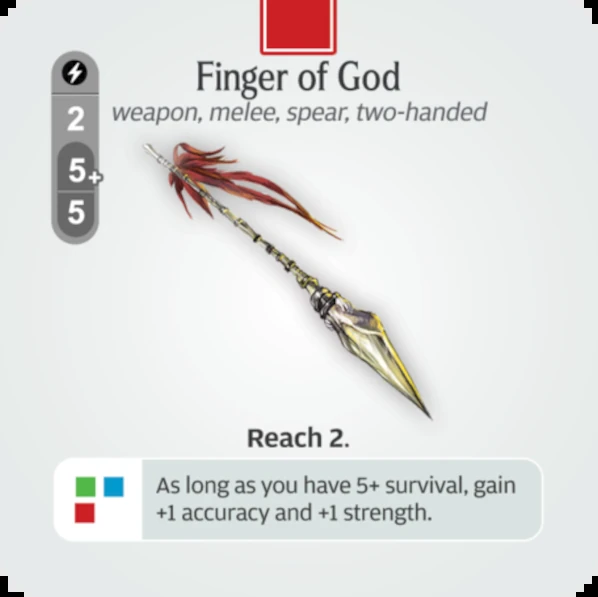 Finger of God
weapon, melee, spear, two-handed
2
5+
5
Reach 2.
As long as you have 5+ survival, gain
+1 accuracy and +1 strength.